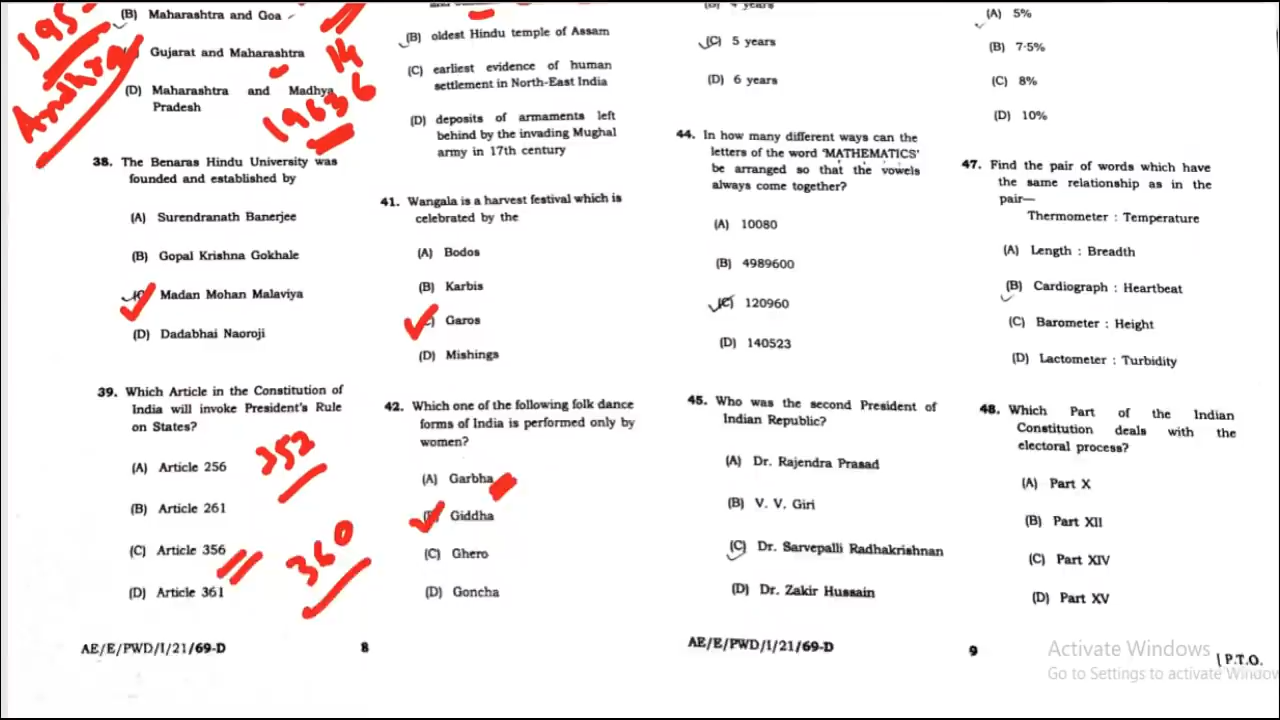 (B) Maharashtra and Goa
Gujarat and Maharashtra
(D) Maharashtra and Madhya
Pradesh
195
Andhra
14
1963 6
38. The Benaras Hindu University was
founded and established by
(A) Surendranath Banerjee
(B) Gopal Krishna Gokhale
(C) Madan Mohan Malaviya
(D) Dadabhai Naoroji
39. Which Article in the Constitution of
India will invoke President's Rule
on States?
(A) Article 256
(B) Article 261
(C) Article 356
(D) Article 361
352
360
AE/E/PWD/I/21/69-D
8
(B) oldest Hindu temple of Assam
(C) earliest evidence of human
settlement in North-East India
(D) deposits of armaments left
behind by the invading Mughal
army in 17th century
41. Wangala is a harvest festival which is
celebrated by the
(A) Bodos
(B) Karbis
Garos
(D) Mishings
42. Which one of the following folk dance
forms of India is performed only by
women?
(A) Garbha
Giddha
(C) Ghero
(D) Goncha
(B) 4 years
(C) 5 years
(D) 6 years
44. In how many different ways can the
letters of the word 'MATHEMATICS'
be arranged so that the vowels
always come together?
(A) 10080
(B) 4989600
(C) 120960
(D) 140523
45. Who was the second President of
Indian Republic?
(A) Dr. Rajendra Prasad
(B) V. V. Giri
(C) Dr. Sarvepalli Radhakrishnan
(D) Dr. Zakir Hussain
AE/E/PWD/I/21/69-D
9
(A) 5%
(B) 7·5%
(C) 8%
(D) 10%
47. Find the pair of words which have
the same relationship as in the
pair—
Thermometer : Temperature
(A) Length : Breadth
(B) Cardiograph : Heartbeat
(C) Barometer : Height
(D) Lactometer : Turbidity
48. Which Part of the Indian
Constitution deals with the
electoral process?
(A) Part X
(B) Part XII
(C) Part XIV
(D) Part XV
[ P.T.O.
Activate Windows
Go to Settings to activate Window